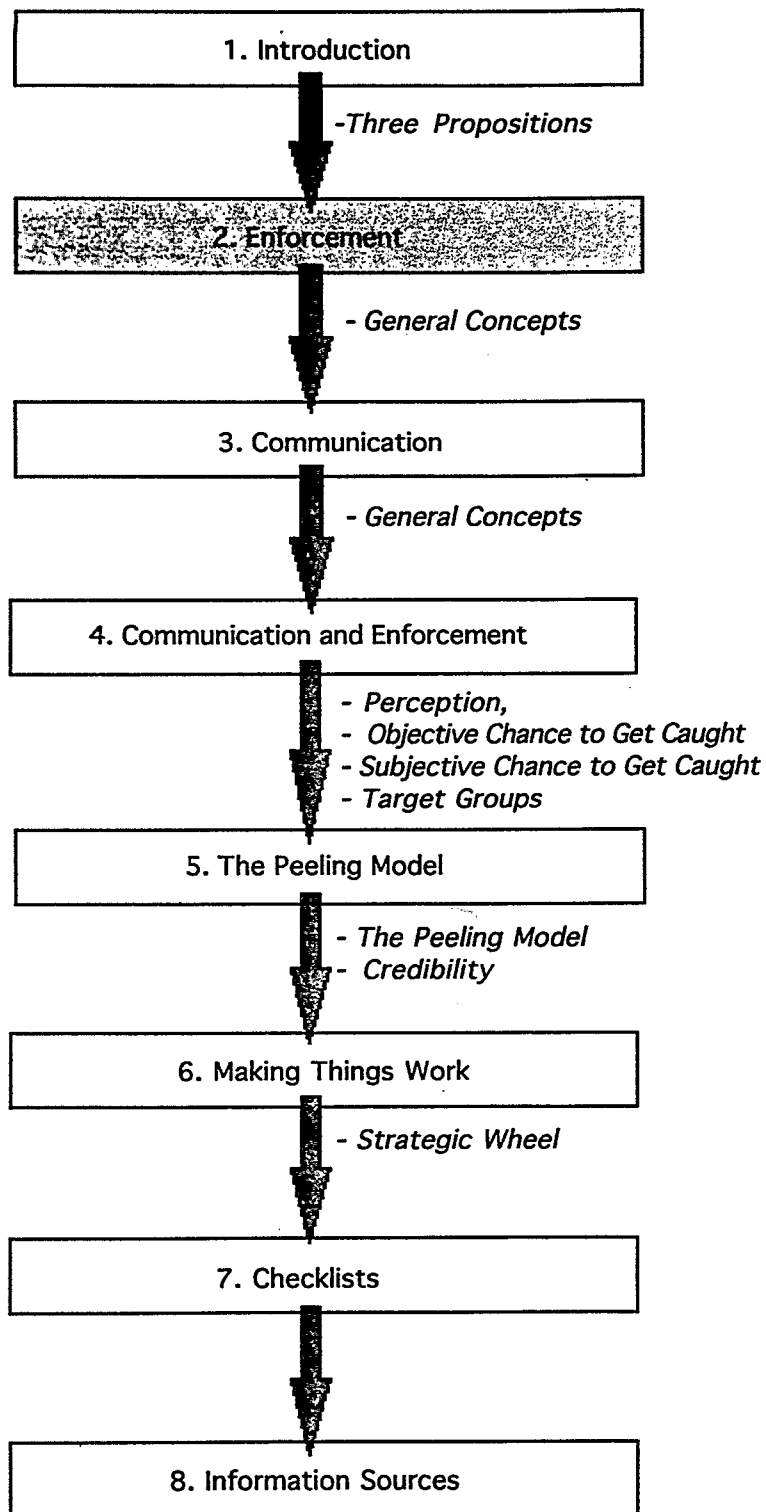 1. Introduction
-Three Propositions
2. Enforcement
- General Concepts
3. Communication
- General Concepts
4. Communication and Enforcement
- Perception,
- Objective Chance to Get Caught
- Subjective Chance to Get Caught
- Target Groups
5. The Peeling Model
- The Peeling Model
- Credibility
6. Making Things Work
- Strategic Wheel
7. Checklists
8. Information Sources